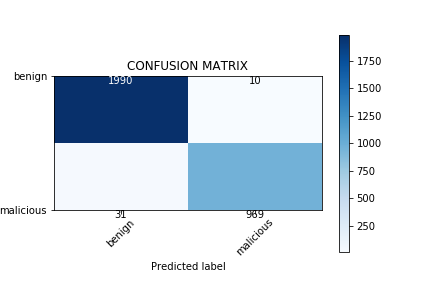 CONFUSION MATRIX
benign
1990 10
1750
1500
1250
1000
750
500
250
malicious
31 969
benign malicious
Predicted label